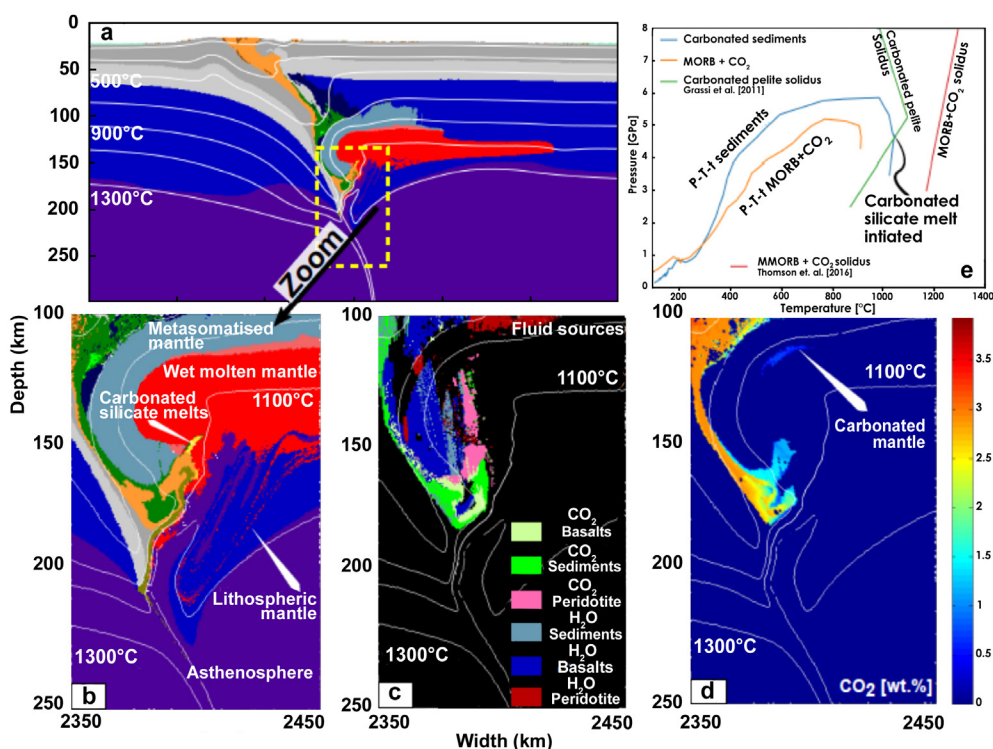 a
0
50
100
150
200
250
500°C
900°C
1300°C
Zoom
Carbonated sediments
MORB + CO2
Carbonated pelite solidus
Grassi et al. [2011]
Carbonated pelite
Solidus
MORB+CO2 solidus
P-T-t sediments
P-T-t MORB+CO2
Carbonated
silicate melt
intiated
MMORB + CO2 solidus
Thomson et. al. [2016]
e
Pressure [GPa]
8
7
6
5
4
3
2
1
0
200
400
600
800
1000
1200
1400
Temperature [°C]
Depth (km)
100
150
200
250
Metasomatised
mantle
Wet molten mantle
Carbonated
silicate melts
1100°C
Lithospheric
mantle
1300°C
Asthenosphere
b
2350
2450
100
150
200
250
Fluid sources
CO2
Basalts
CO2
Sediments
CO2
Peridotite
H2O
Sediments
H2O
Basalts
H2O
Peridotite
c
2350
2450
Width (km)
100
150
200
250
1100°C
Carbonated
mantle
1300°C
CO2 [wt.%]
d
2350
2450
3.5
3
2.5
2
1.5
1
0.5
0